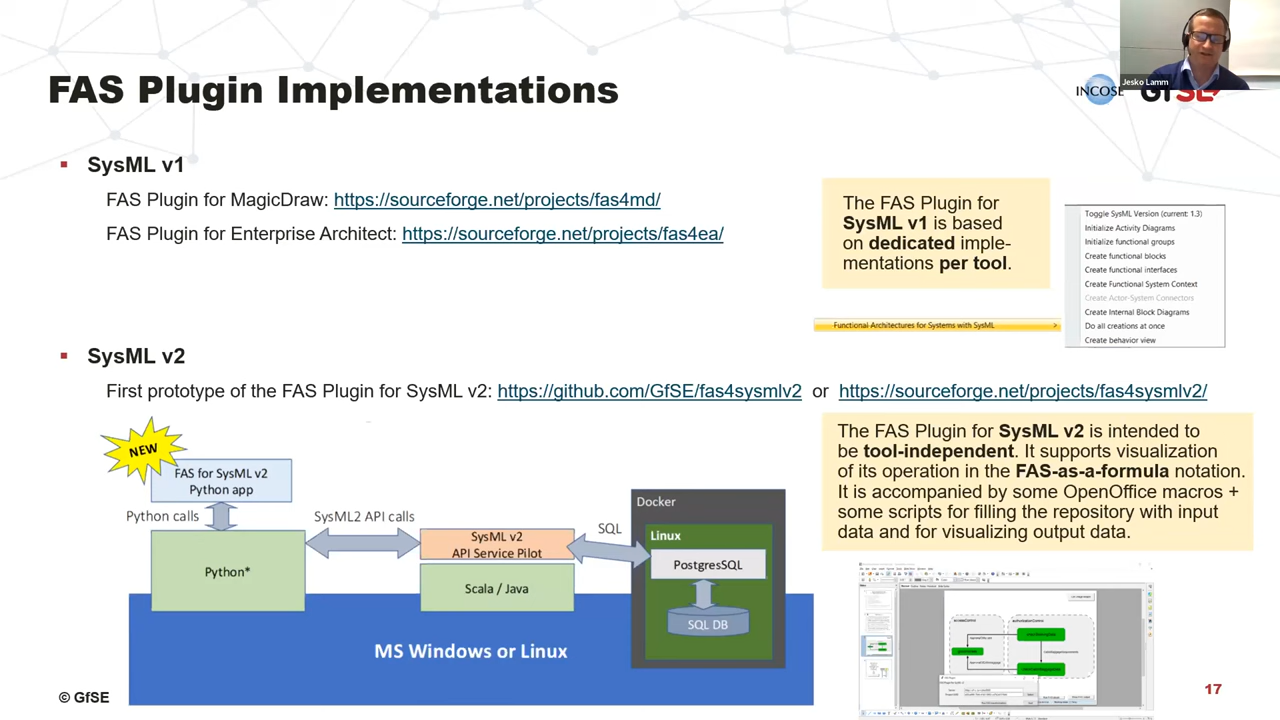 FAS Plugin Implementations
Jesko Lamm
INCOSE GfSE
▪ SysML v1
FAS Plugin for MagicDraw: https://sourceforge.net/projects/fas4md/
FAS Plugin for Enterprise Architect: https://sourceforge.net/projects/fas4ea/
The FAS Plugin for
SysML v1 is based
on dedicated imple-
mentations per tool.
Functional Architectures for Systems with SysML >
Toggle SysML Version (current: 1.3)
Initialize Activity Diagrams
Initialize functional groups
Create functional blocks
Create functional interfaces
Create Functional System Context
Create Actor-System Connectors
Create Internal Block Diagrams
Do all creations at once
Create behavior view
▪ SysML v2
First prototype of the FAS Plugin for SysML v2: https://github.com/GfSE/fas4sysmlv2 or https://sourceforge.net/projects/fas4sysmlv2/
The FAS Plugin for SysML v2 is intended to
be tool-independent. It supports visualization
of its operation in the FAS-as-a-formula notation.
It is accompanied by some OpenOffice macros +
some scripts for filling the repository with input
data and for visualizing output data.
NEW
FAS for SysML v2
Python app
Python calls
SysML2 API calls
Python*
SysML v2
API Service Pilot
Scala / Java
SQL
Docker
Linux
PostgresSQL
SQL DB
MS Windows or Linux
© GfSE
17